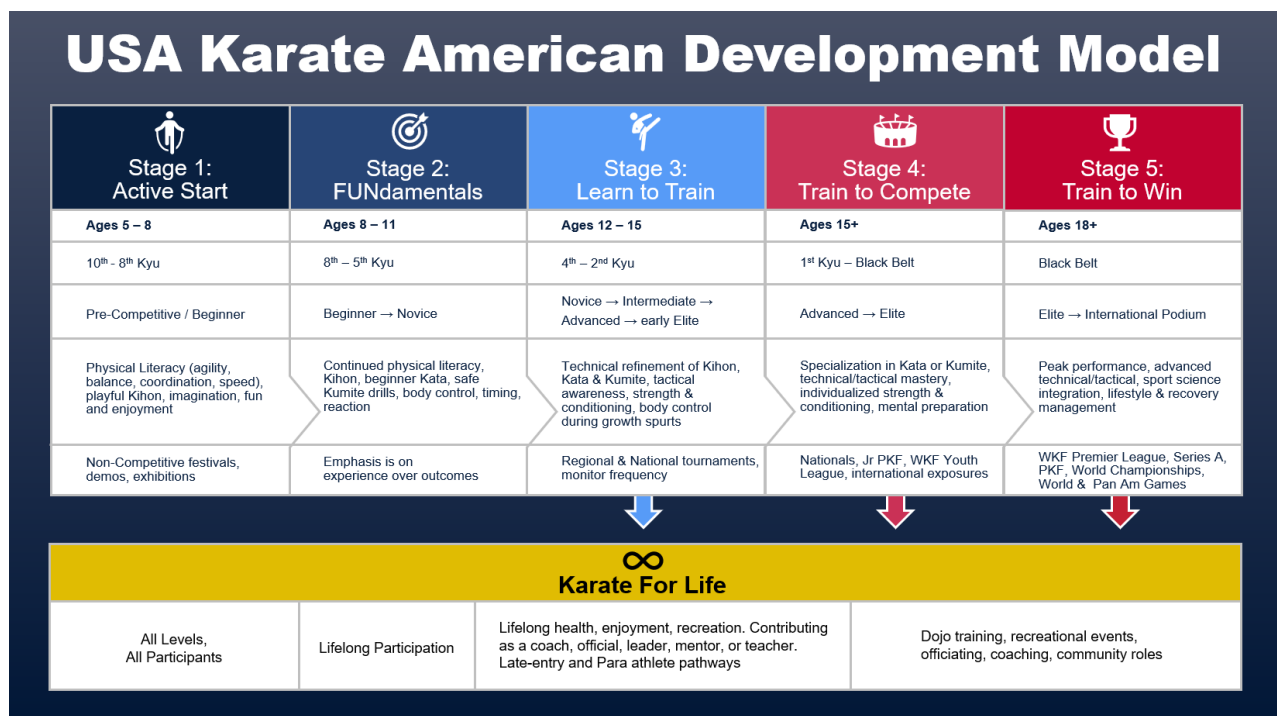 USA Karate American Development Model
Stage 1:
Active Start
Stage 2:
FUNdamentals
Stage 3:
Learn to Train
Stage 4:
Train to Compete
Stage 5:
Train to Win
Ages 5 – 8
Ages 8 – 11
Ages 12 – 15
Ages 15+
Ages 18+
10th - 8th Kyu
8th – 5th Kyu
4th – 2nd Kyu
1st Kyu – Black Belt
Black Belt
Pre-Competitive / Beginner
Beginner → Novice
Novice → Intermediate →
Advanced → early Elite
Advanced → Elite
Elite → International Podium
Physical Literacy (agility,
balance, coordination, speed),
playful Kihon, imagination, fun
and enjoyment
Continued physical literacy,
Kihon, beginner Kata, safe
Kumite drills, body control, timing,
reaction
Technical refinement of Kihon,
Kata & Kumite, tactical
awareness, strength &
conditioning, body control
during growth spurts
Specialization in Kata or Kumite,
technical/tactical mastery,
individualized strength &
conditioning, mental preparation
Peak performance, advanced
technical/tactical, sport science
integration, lifestyle & recovery
management
Non-Competitive festivals,
demos, exhibitions
Emphasis is on
experience over outcomes
Regional & National tournaments,
monitor frequency
Nationals, Jr PKF, WKF Youth
League, international exposures
WKF Premier League, Series A,
PKF, World Championships,
World & Pan Am Games
Karate For Life
All Levels,
All Participants
Lifelong Participation
Lifelong health, enjoyment, recreation. Contributing
as a coach, official, leader, mentor, or teacher.
Late-entry and Para athlete pathways
Dojo training, recreational events,
officiating, coaching, community roles